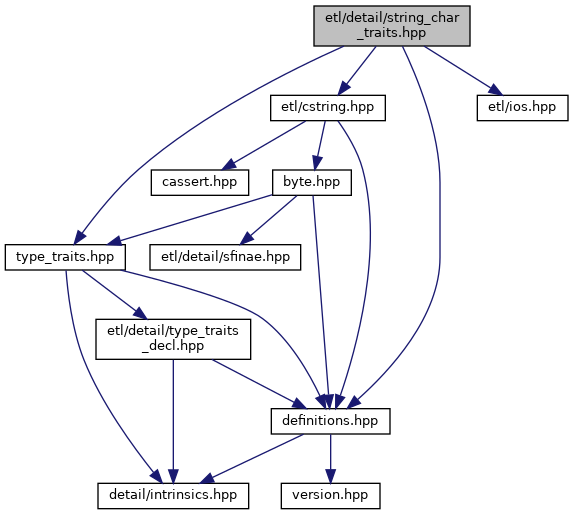 etl/detail/string_char
_traits.hpp
etl/cstring.hpp
etl/ios.hpp
cassert.hpp
byte.hpp
type_traits.hpp
etl/detail/sfinae.hpp
etl/detail/type_traits
_decl.hpp
definitions.hpp
detail/intrinsics.hpp
version.hpp